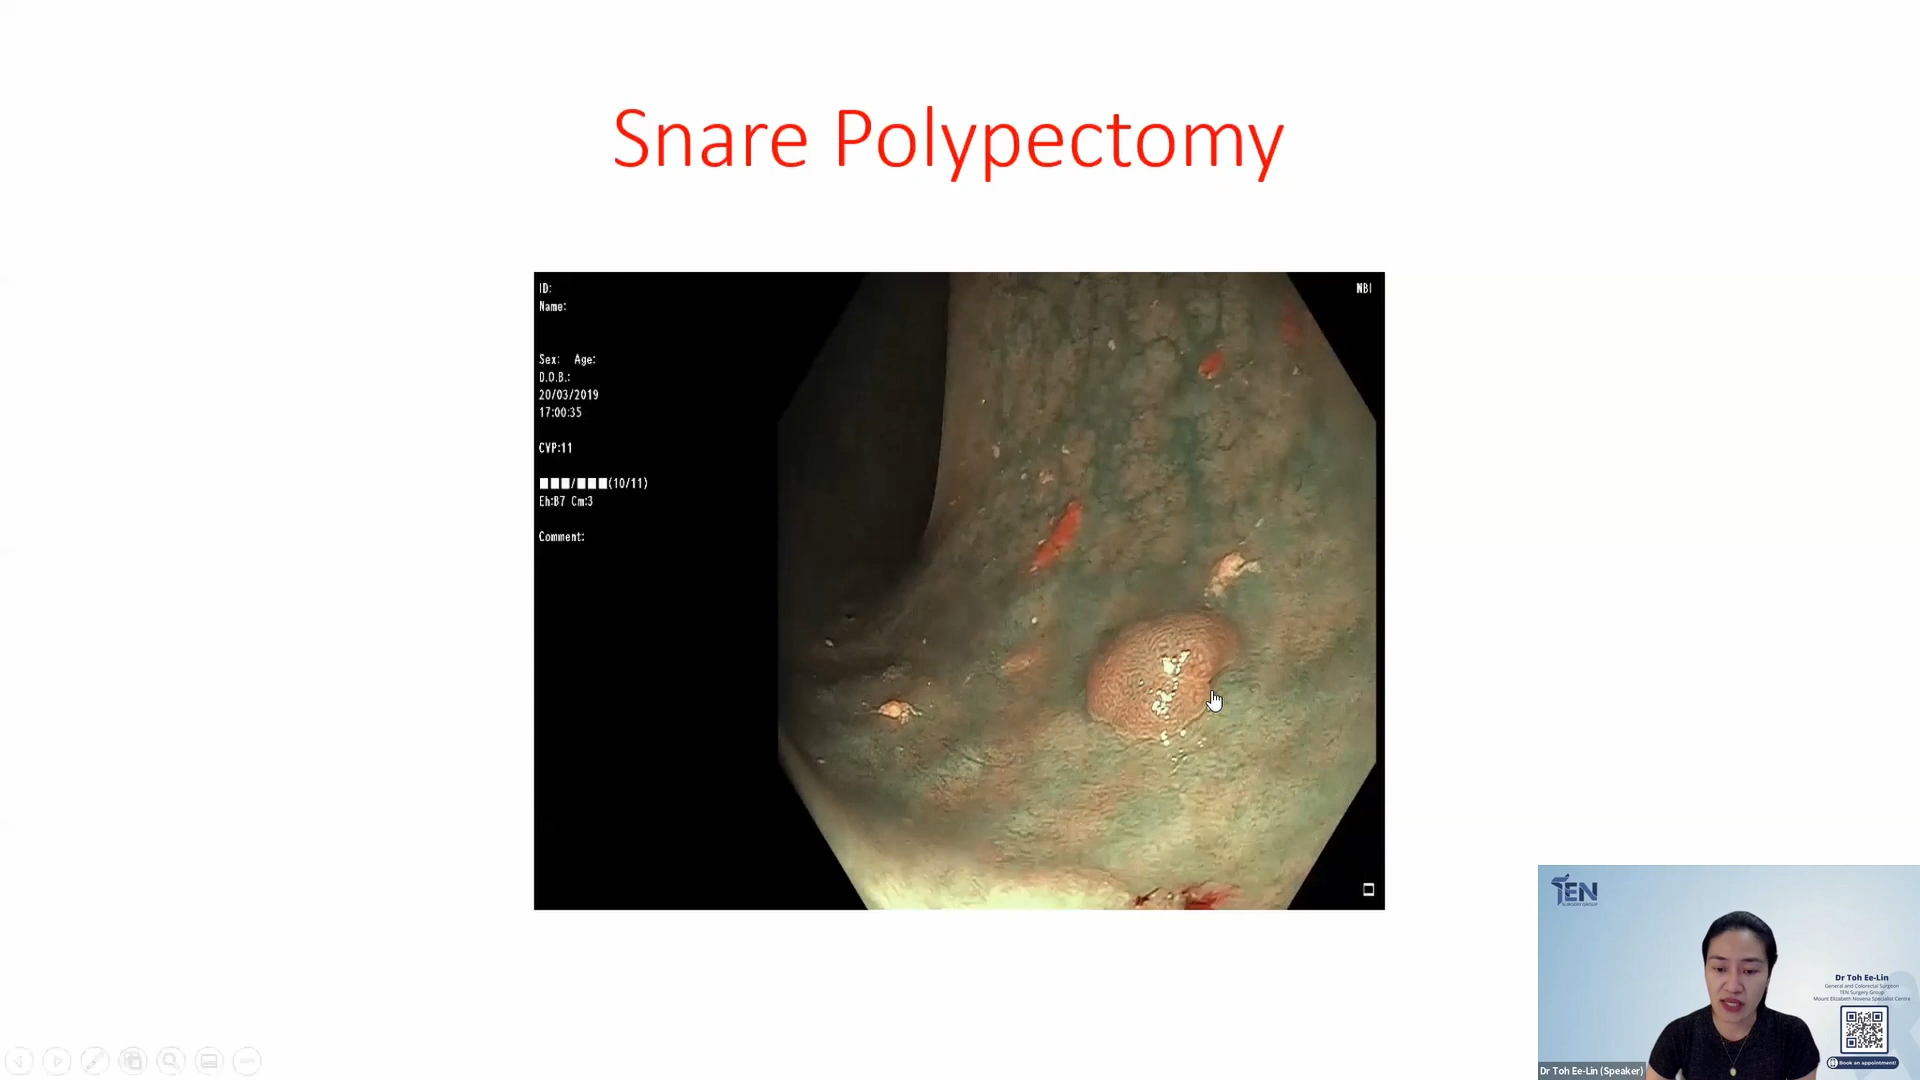 Snare Polypectomy
ID:
Name:
NBI
Sex: Age:
D.O.B.:
20/03/2019
17:00:35
CVP:11
■■■/■■■(10/11)
Eh:B7 Cm:3
Comment:
TEN
SURGERY GROUP
Dr Toh Ee-Lin
General and Colorectal Surgeon
TEN Surgery Group
Mount Elizabeth Novena Specialist Centre
Book an appointment!
Dr Toh Ee-Lin (Speaker)